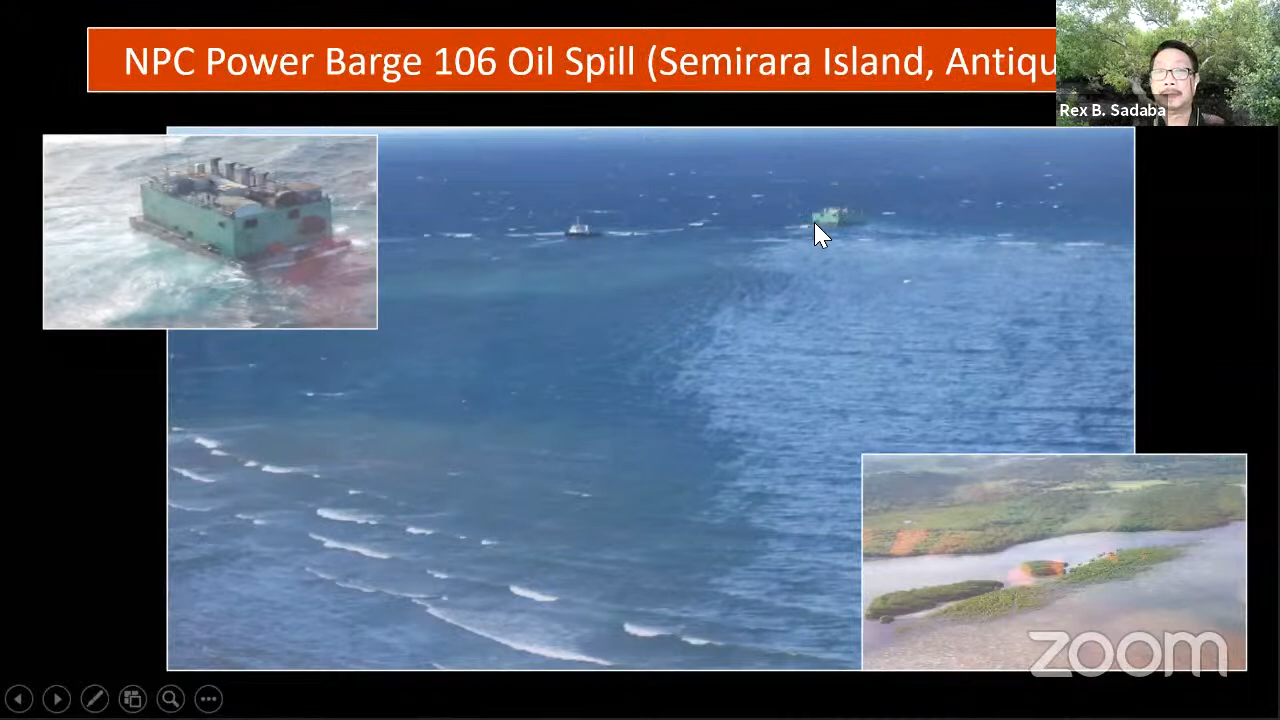 NPC Power Barge 106 Oil Spill (Semirara Island, Antiqu
Rex B. Sadaba
zoom